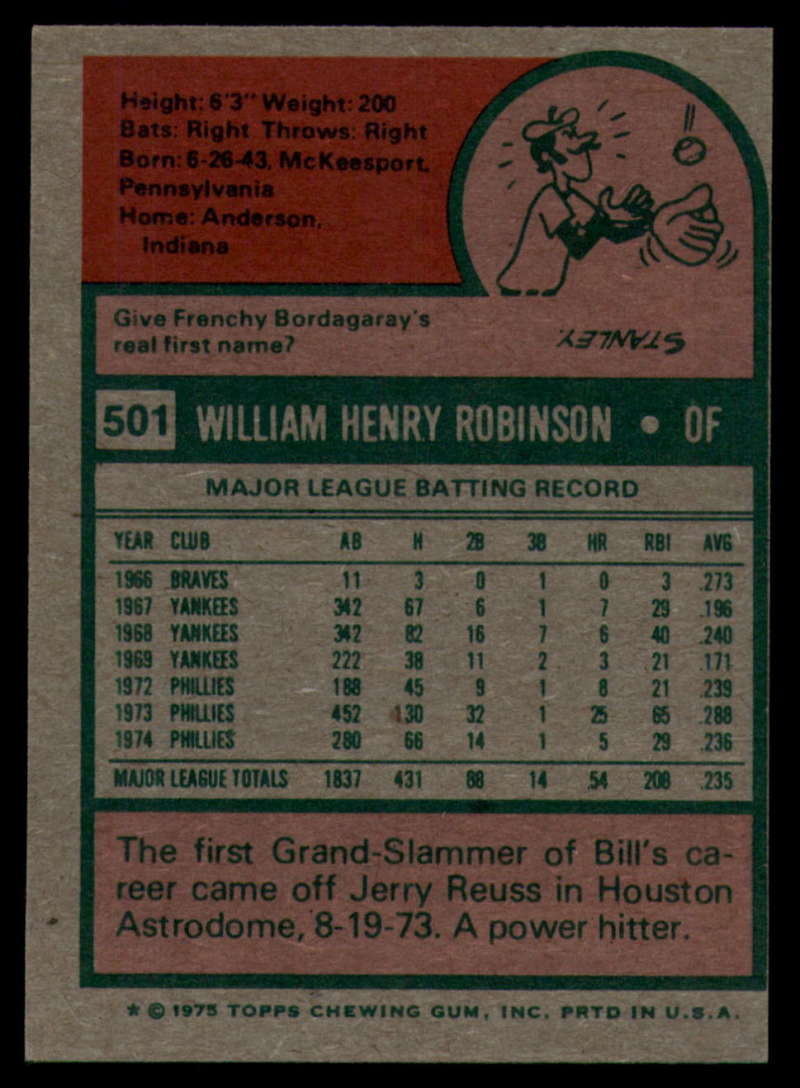 Height: 6'3" Weight: 200
Bats: Right Throws: Right
Born: 6-26-43, McKeesport,
Pennsylvania
Home: Anderson,
Indiana
Give Frenchy Bordagaray's
real first name?
STANLEY.
501 WILLIAM HENRY ROBINSON • OF
MAJOR LEAGUE BATTING RECORD
YEAR CLUB AB H 2B 3B HR RBI AVG
1966 BRAVES 11 3 0 1 0 3 .273
1967 YANKEES 342 67 6 1 7 29 .196
1968 YANKEES 342 82 16 7 6 40 .240
1969 YANKEES 222 38 11 2 3 21 .171
1972 PHILLIES 188 45 9 1 8 21 .239
1973 PHILLIES 452 130 32 1 25 65 .288
1974 PHILLIES 280 66 14 1 5 29 .236
MAJOR LEAGUE TOTALS 1837 431 88 14 54 208 .235
The first Grand-Slammer of Bill's ca-
reer came off Jerry Reuss in Houston
Astrodome, 8-19-73. A power hitter.
* © 1975 TOPPS CHEWING GUM, INC. PRTD IN U.S.A.